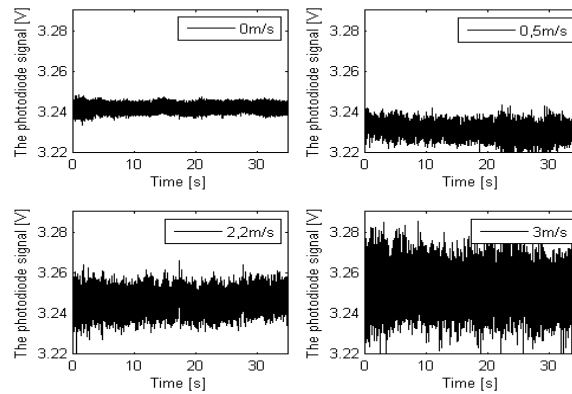 The photodiode signal [V]
3.28
3.26
3.24
3.22
0m/s
0 10 20 30
Time [s]
The photodiode signal [V]
3.28
3.26
3.24
3.22
0,5m/s
0 10 20 30
Time [s]
The photodiode signal [V]
3.28
3.26
3.24
3.22
2,2m/s
0 10 20 30
Time [s]
The photodiode signal [V]
3.28
3.26
3.24
3.22
3m/s
0 10 20 30
Time [s]